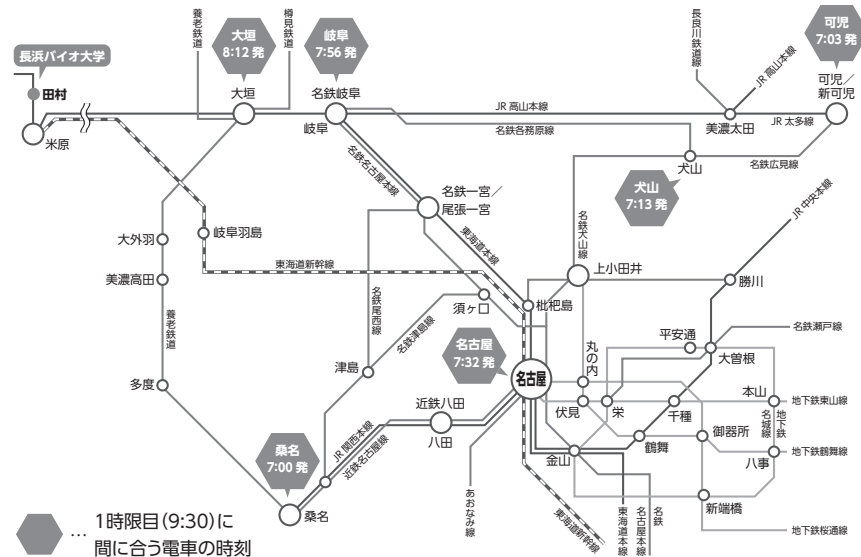 長浜バイオ大学
田村
米原
養老鉄道
樽見鉄道
大垣
8:12 発
大垣
岐阜
7:56 発
名鉄岐阜
岐阜
長良川鉄道線
JR 高山本線
可児
7:03 発
可児／
新可児
JR 高山本線
美濃太田
JR 太多線
名鉄各務原線
犬山
名鉄広見線
犬山
7:13 発
名鉄名古屋本線
名鉄一宮／
尾張一宮
東海道本線
名鉄犬山線
JR 中央本線
大外羽
岐阜羽島
東海道新幹線
美濃高田
養老鉄道
名鉄尾西線
名鉄津島線
須ヶ口
枇杷島
上小田井
勝川
名古屋
7:32 発
名古屋
丸の内
平安通
大曽根
名鉄瀬戸線
津島
多度
近鉄八田
八田
伏見
栄
千種
本山
地下鉄東山線
地下鉄
名城線
鶴舞
御器所
八事
地下鉄鶴舞線
金山
新瑞橋
地下鉄桜通線
桑名
7:00 発
JR 関西本線
近鉄名古屋線
桑名
あおなみ線
東海道新幹線
東海道本線
名鉄
名古屋本線
… 1時限目(9:30)に
間に合う電車の時刻